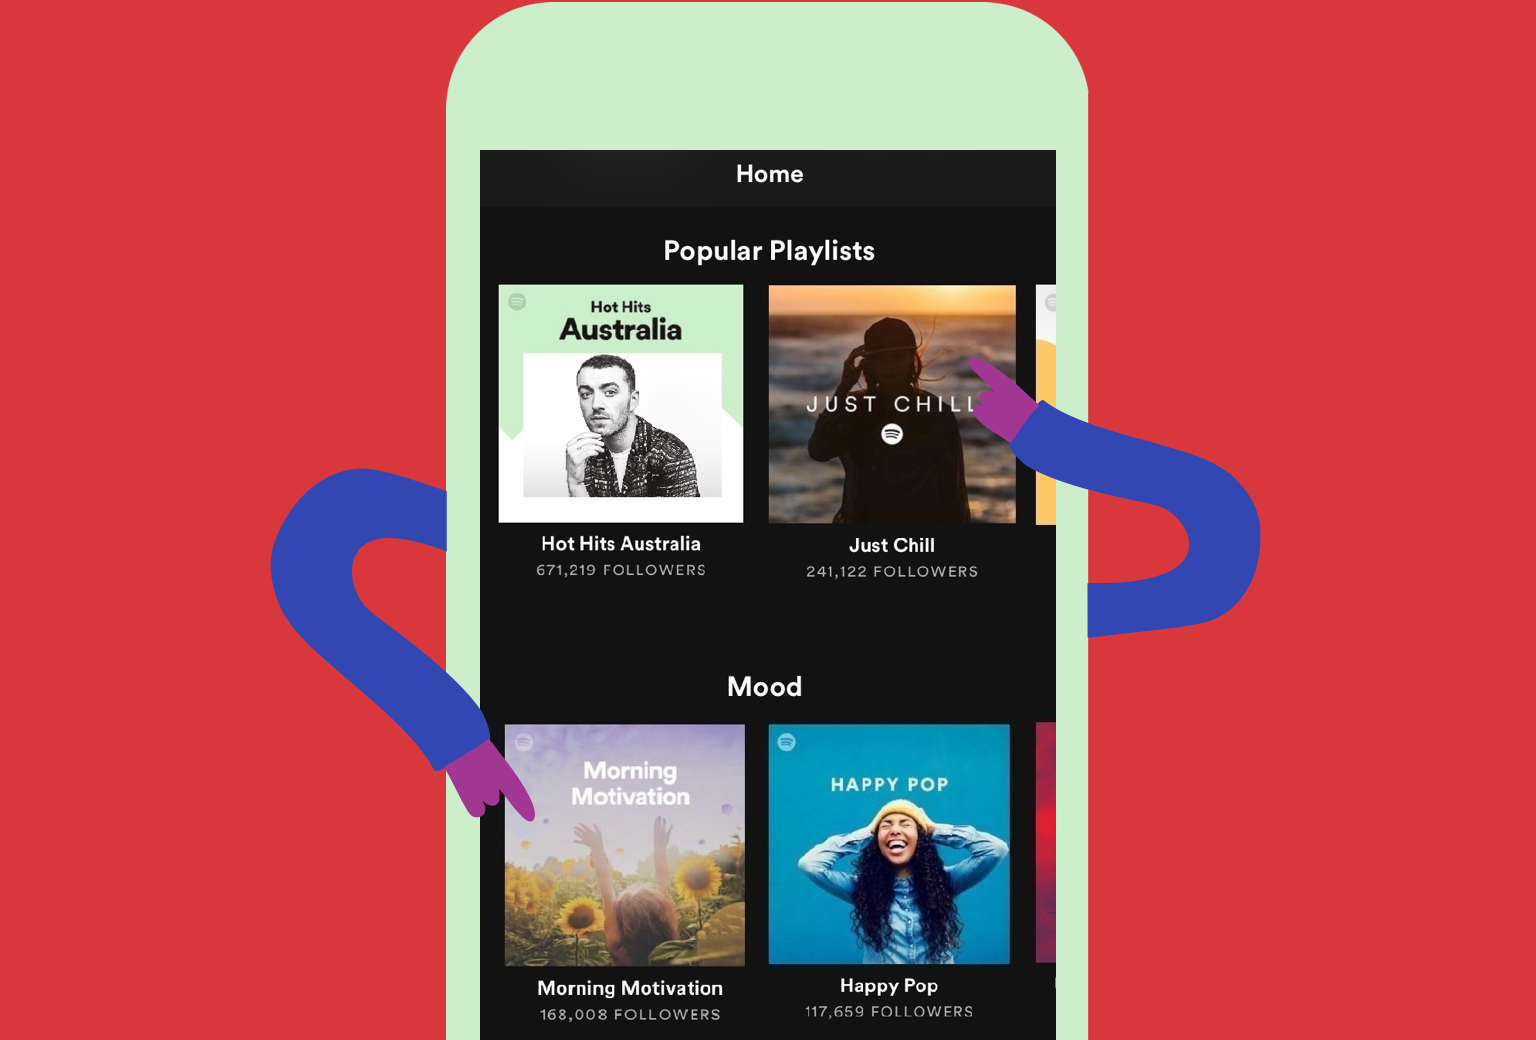 Home
Popular Playlists
Hot Hits
Australia
JUST CHILL
Hot Hits Australia
671,219 FOLLOWERS
Just Chill
241,122 FOLLOWERS
Mood
Morning
Motivation
HAPPY POP
Morning Motivation
168,008 FOLLOWERS
Happy Pop
117,659 FOLLOWERS